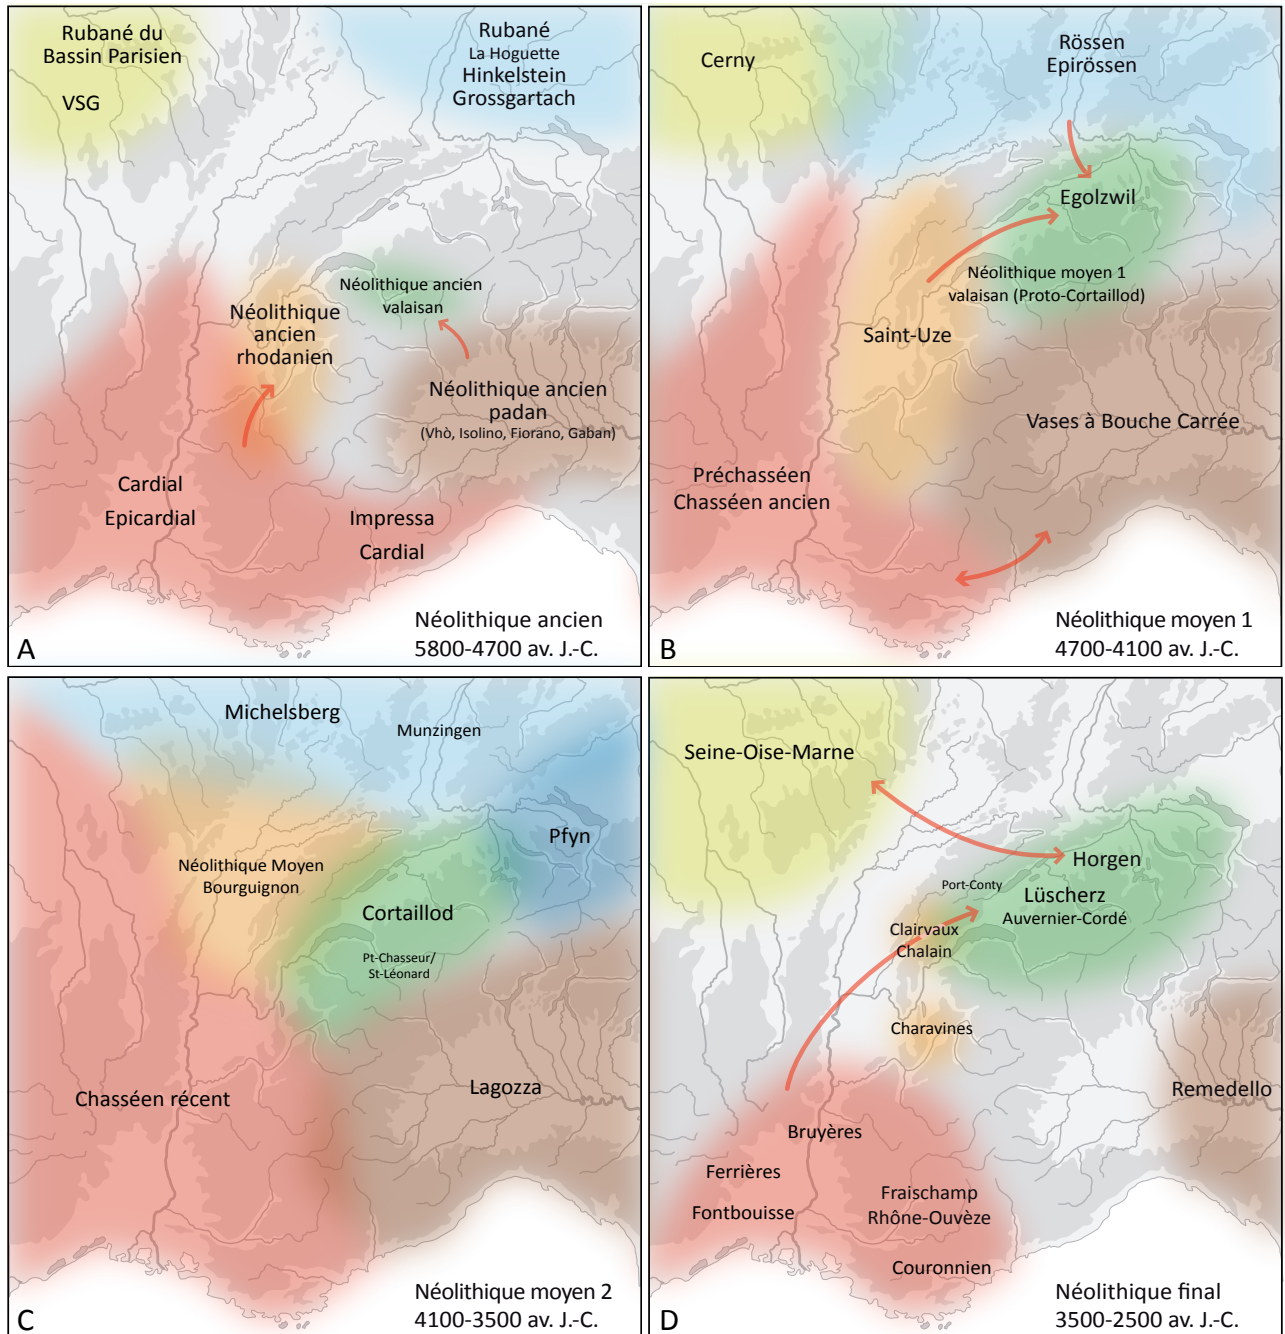 Rubané du
Bassin Parisien
VSG
Rubané
La Hoguette
Hinkelstein
Grossgartach
Néolithique ancien
valaisan
Néolithique
ancien
rhodanien
Néolithique ancien
padan
(Vhò, Isolino, Fiorano, Gaban)
Cardial
Epicardial
Impressa
Cardial
A
Néolithique ancien
5800-4700 av. J.-C.
Cerny
Rössen
Epirössen
Egolzwil
Néolithique moyen 1
valaisan (Proto-Cortaillod)
Saint-Uze
Vases à Bouche Carrée
Préchasséen
Chasséen ancien
B
Néolithique moyen 1
4700-4100 av. J.-C.
Michelsberg
Munzingen
Pfyn
Néolithique Moyen
Bourguignon
Cortaillod
Pt-Chasseur/
St-Léonard
Chasséen récent
Lagozza
C
Néolithique moyen 2
4100-3500 av. J.-C.
Seine-Oise-Marne
Horgen
Port-Conty
Lüscherz
Auvernier-Cordé
Clairvaux
Chalain
Charavines
Remedello
Bruyères
Ferrières
Fontbouisse
Fraischamp
Rhône-Ouvèze
Couronnien
D
Néolithique final
3500-2500 av. J.-C.